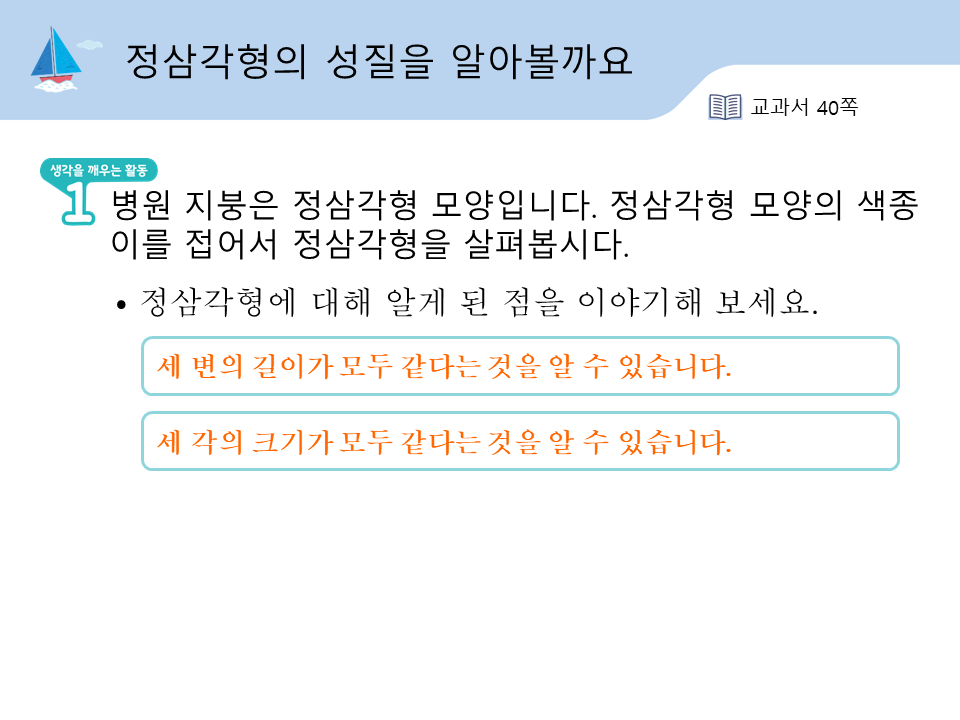 정삼각형의 성질을 알아볼까요
교과서 40쪽
생각을 깨우는 활동
1
병원 지붕은 정삼각형 모양입니다. 정삼각형 모양의 색종
이를 접어서 정삼각형을 살펴봅시다.
• 정삼각형에 대해 알게 된 점을 이야기해 보세요.
세 변의 길이가 모두 같다는 것을 알 수 있습니다.
세 각의 크기가 모두 같다는 것을 알 수 있습니다.